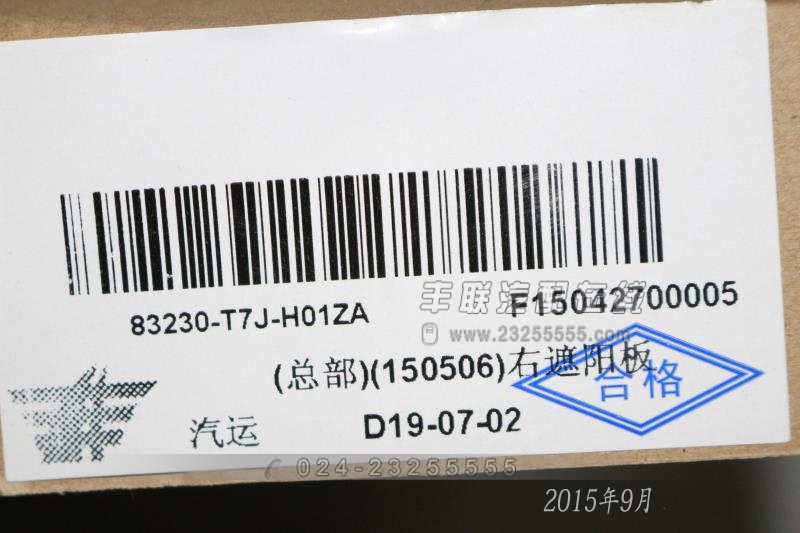 83230-T7J-H01ZA
F15042700005
丰联汽配在线
www.23255555.com
(总部)(150506)右遮阳板
合格
汽运
D19-07-02
024-23255555
2015年9月